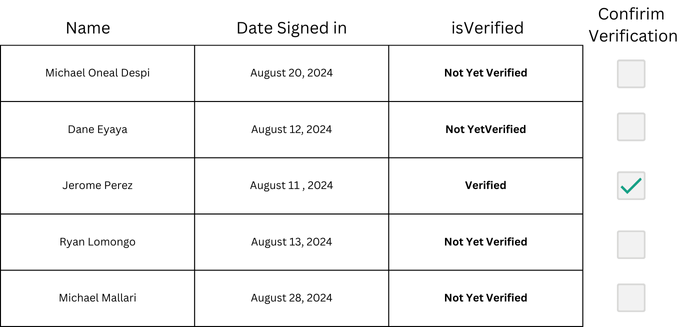 Name Date Signed in isVerified Confirim Verification
Michael Oneal Despi August 20, 2024 Not Yet Verified
Dane Eyaya August 12, 2024 Not YetVerified
Jerome Perez August 11 , 2024 Verified
Ryan Lomongo August 13, 2024 Not Yet Verified
Michael Mallari August 28, 2024 Not Yet Verified